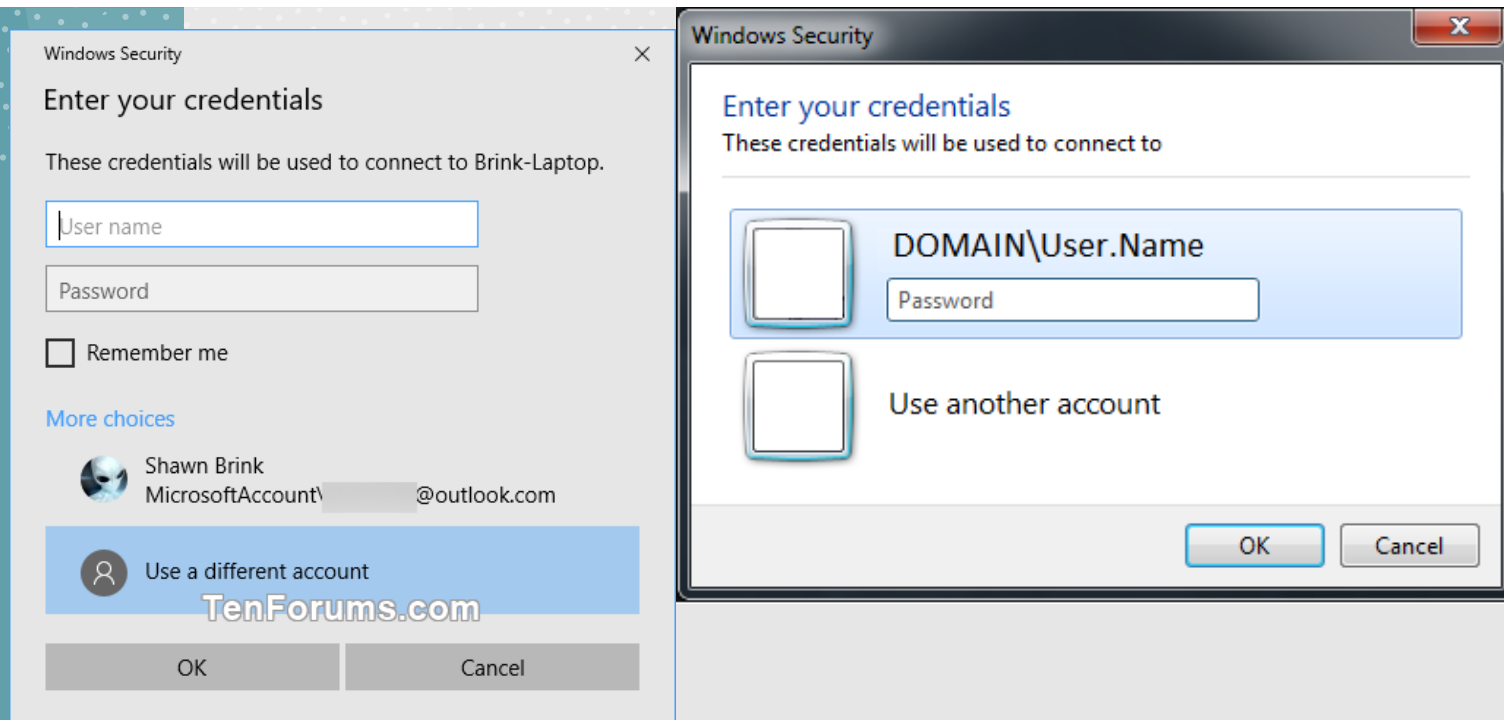 Windows Security
Enter your credentials
These credentials will be used to connect to Brink-Laptop.
User name
Password
Remember me
More choices
Shawn Brink
MicrosoftAccount\ @outlook.com
Use a different account
TenForums.com
OK Cancel
Windows Security
Enter your credentials
These credentials will be used to connect to
DOMAIN\User.Name
Password
Use another account
OK Cancel